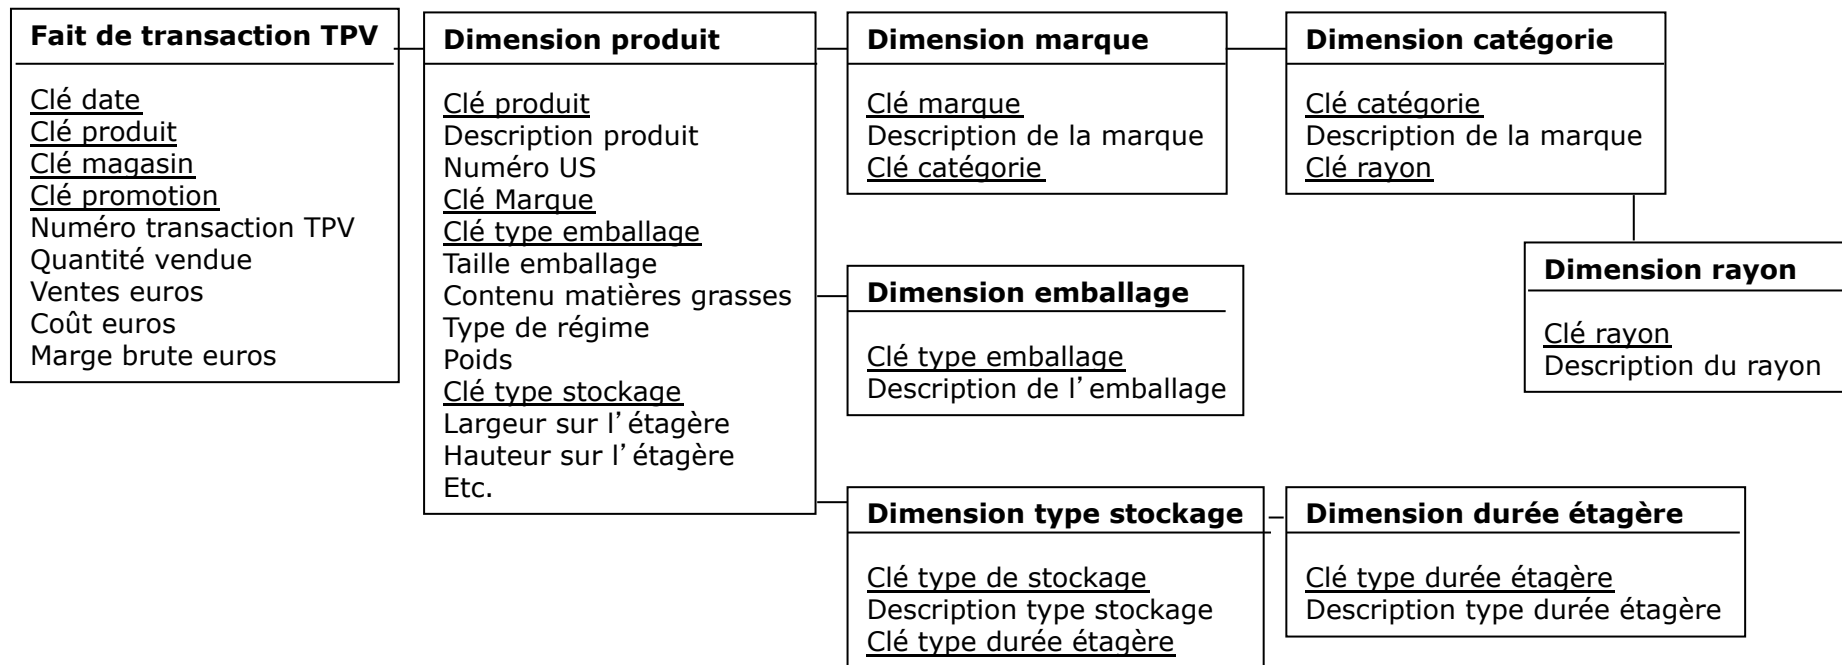 Fait de transaction TPV
Clé date
Clé produit
Clé magasin
Clé promotion
Numéro transaction TPV
Quantité vendue
Ventes euros
Coût euros
Marge brute euros
Dimension produit
Clé produit
Description produit
Numéro US
Clé Marque
Clé type emballage
Taille emballage
Contenu matières grasses
Type de régime
Poids
Clé type stockage
Largeur sur l’étagère
Hauteur sur l’étagère
Etc.
Dimension marque
Clé marque
Description de la marque
Clé catégorie
Dimension catégorie
Clé catégorie
Description de la marque
Clé rayon
Dimension rayon
Clé rayon
Description du rayon
Dimension emballage
Clé type emballage
Description de l’emballage
Dimension type stockage
Clé type de stockage
Description type stockage
Clé type durée étagère
Dimension durée étagère
Clé type durée étagère
Description type durée étagère